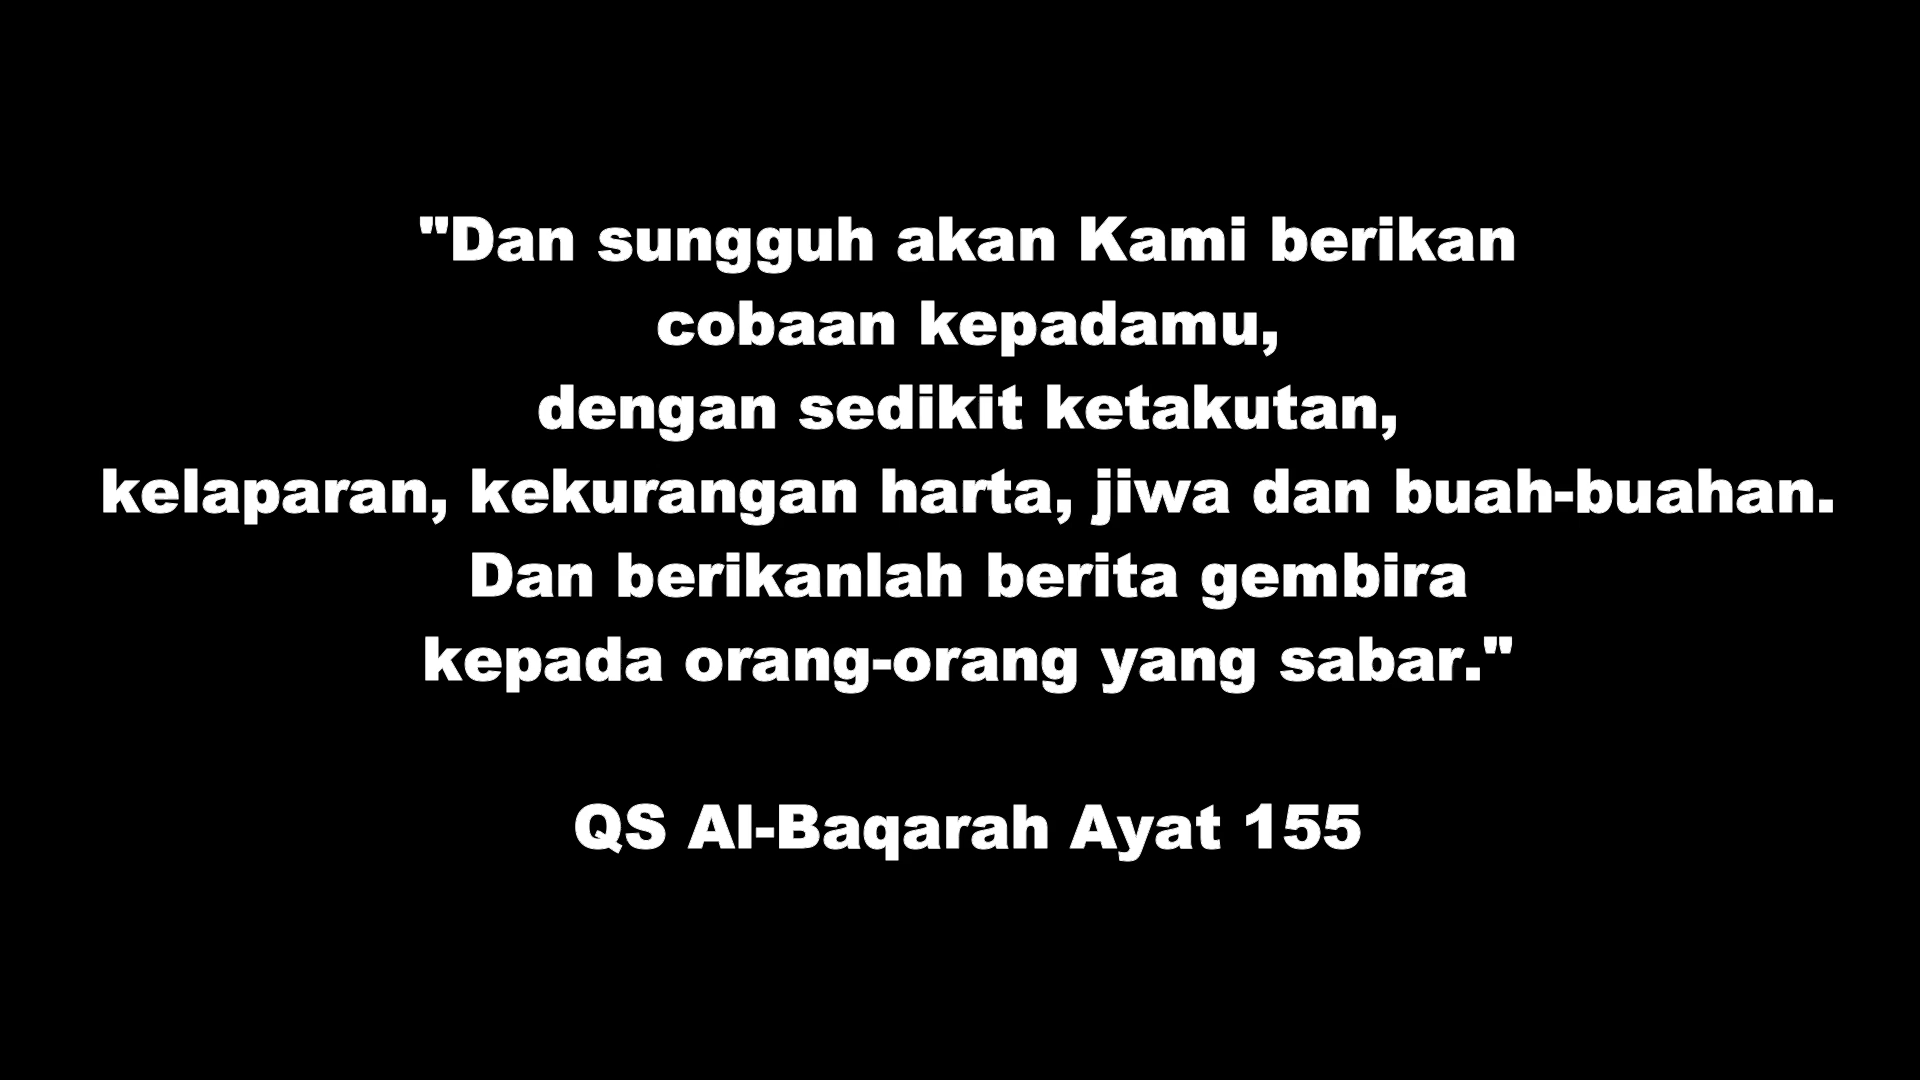 "Dan sungguh akan Kami berikan
cobaan kepadamu,
dengan sedikit ketakutan,
kelaparan, kekurangan harta, jiwa dan buah-buahan.
Dan berikanlah berita gembira
kepada orang-orang yang sabar."
QS Al-Baqarah Ayat 155